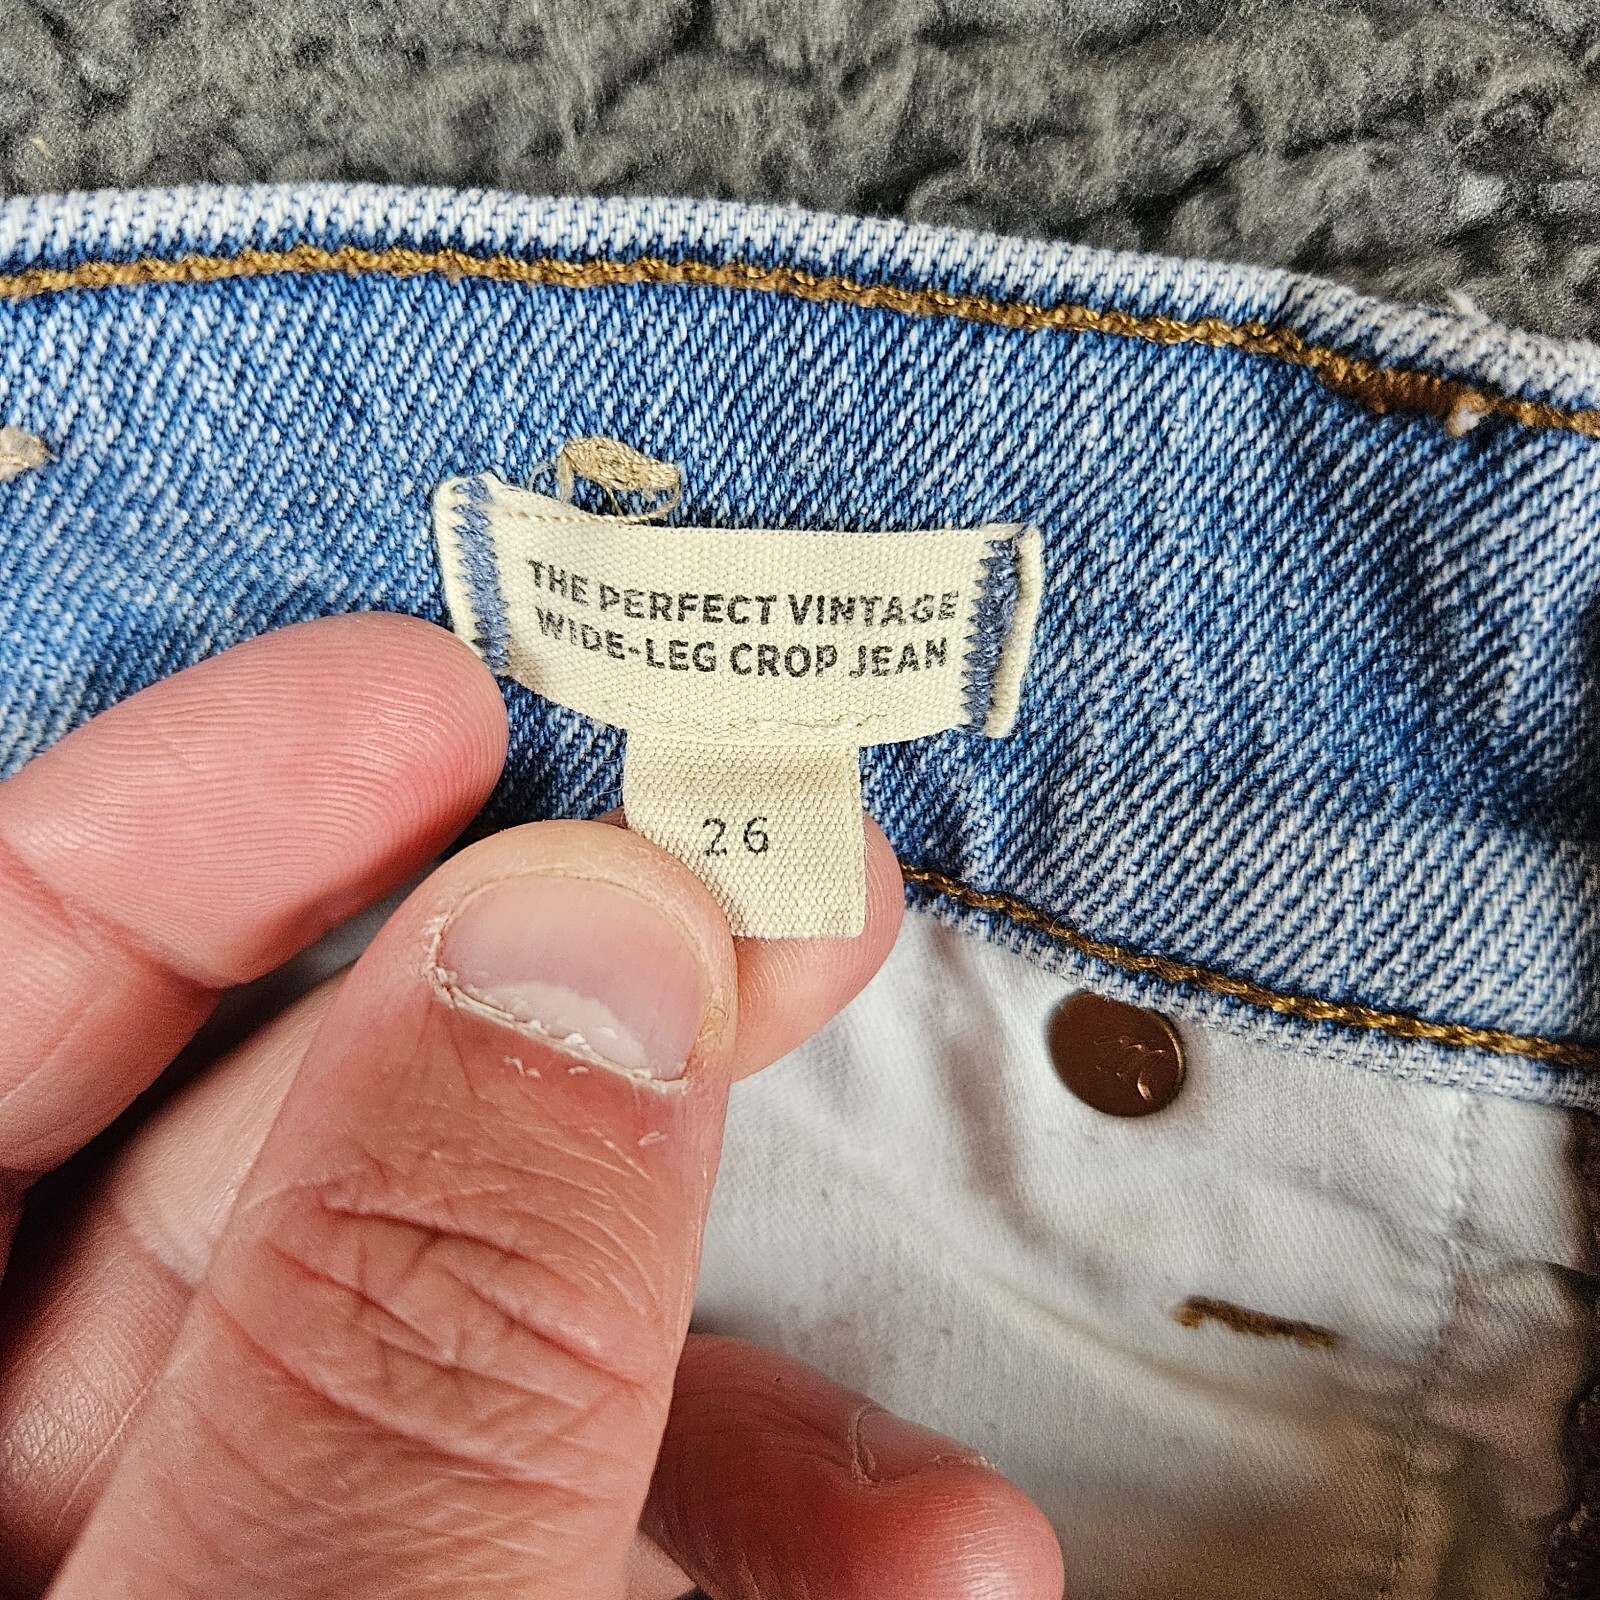 THE PERFECT VINTAGE
WIDE-LEG CROP JEAN
26